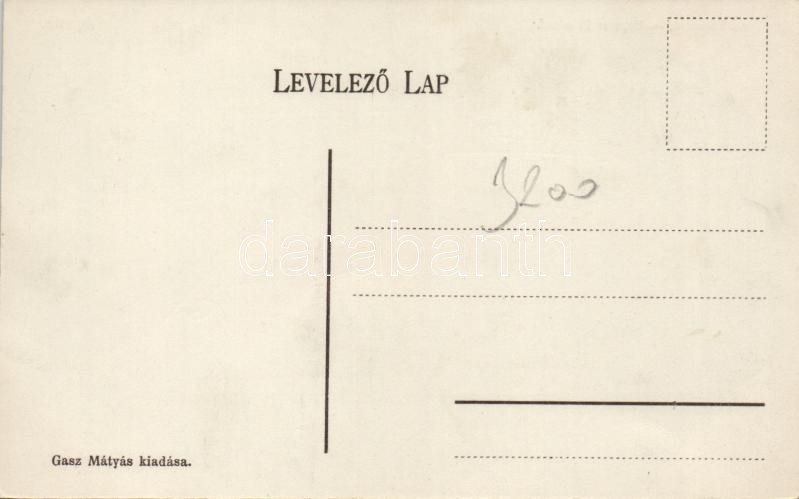 LEVELEZŐ LAP
3200
darabanth
Gasz Mátyás kiadása.